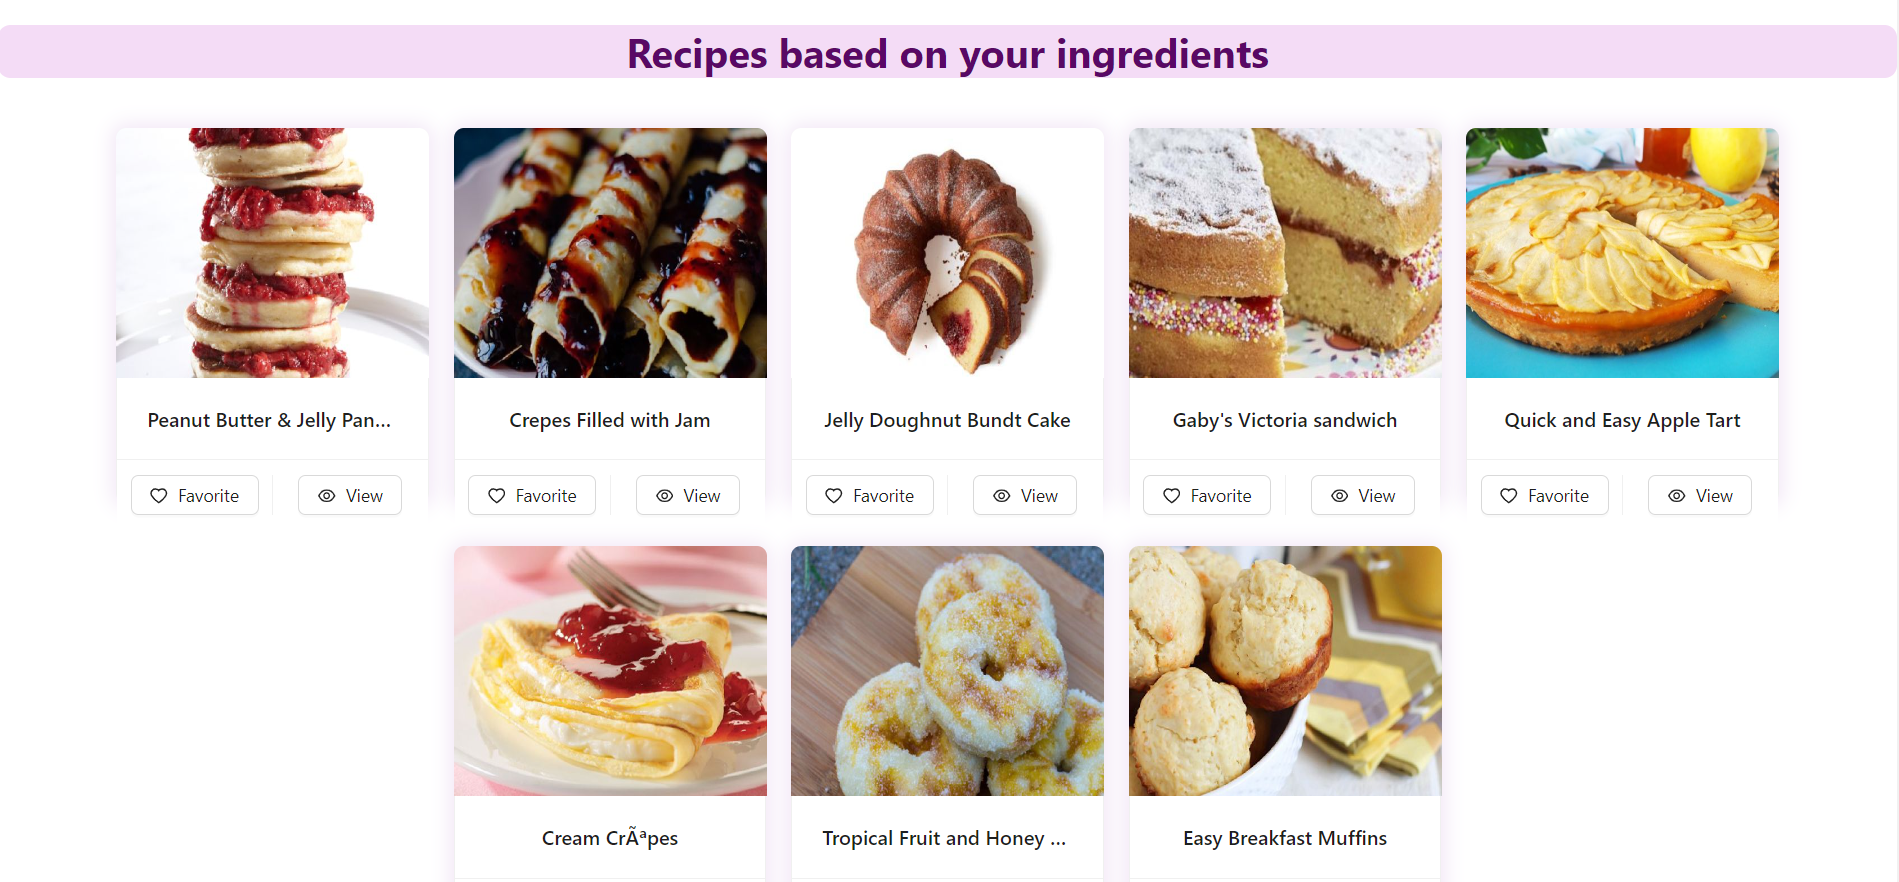 Recipes based on your ingredients
Peanut Butter & Jelly Pan...
Crepes Filled with Jam
Jelly Doughnut Bundt Cake
Gaby's Victoria sandwich
Quick and Easy Apple Tart
Favorite View
Favorite View
Favorite View
Favorite View
Favorite View
Cream CrÃªpes
Tropical Fruit and Honey ...
Easy Breakfast Muffins